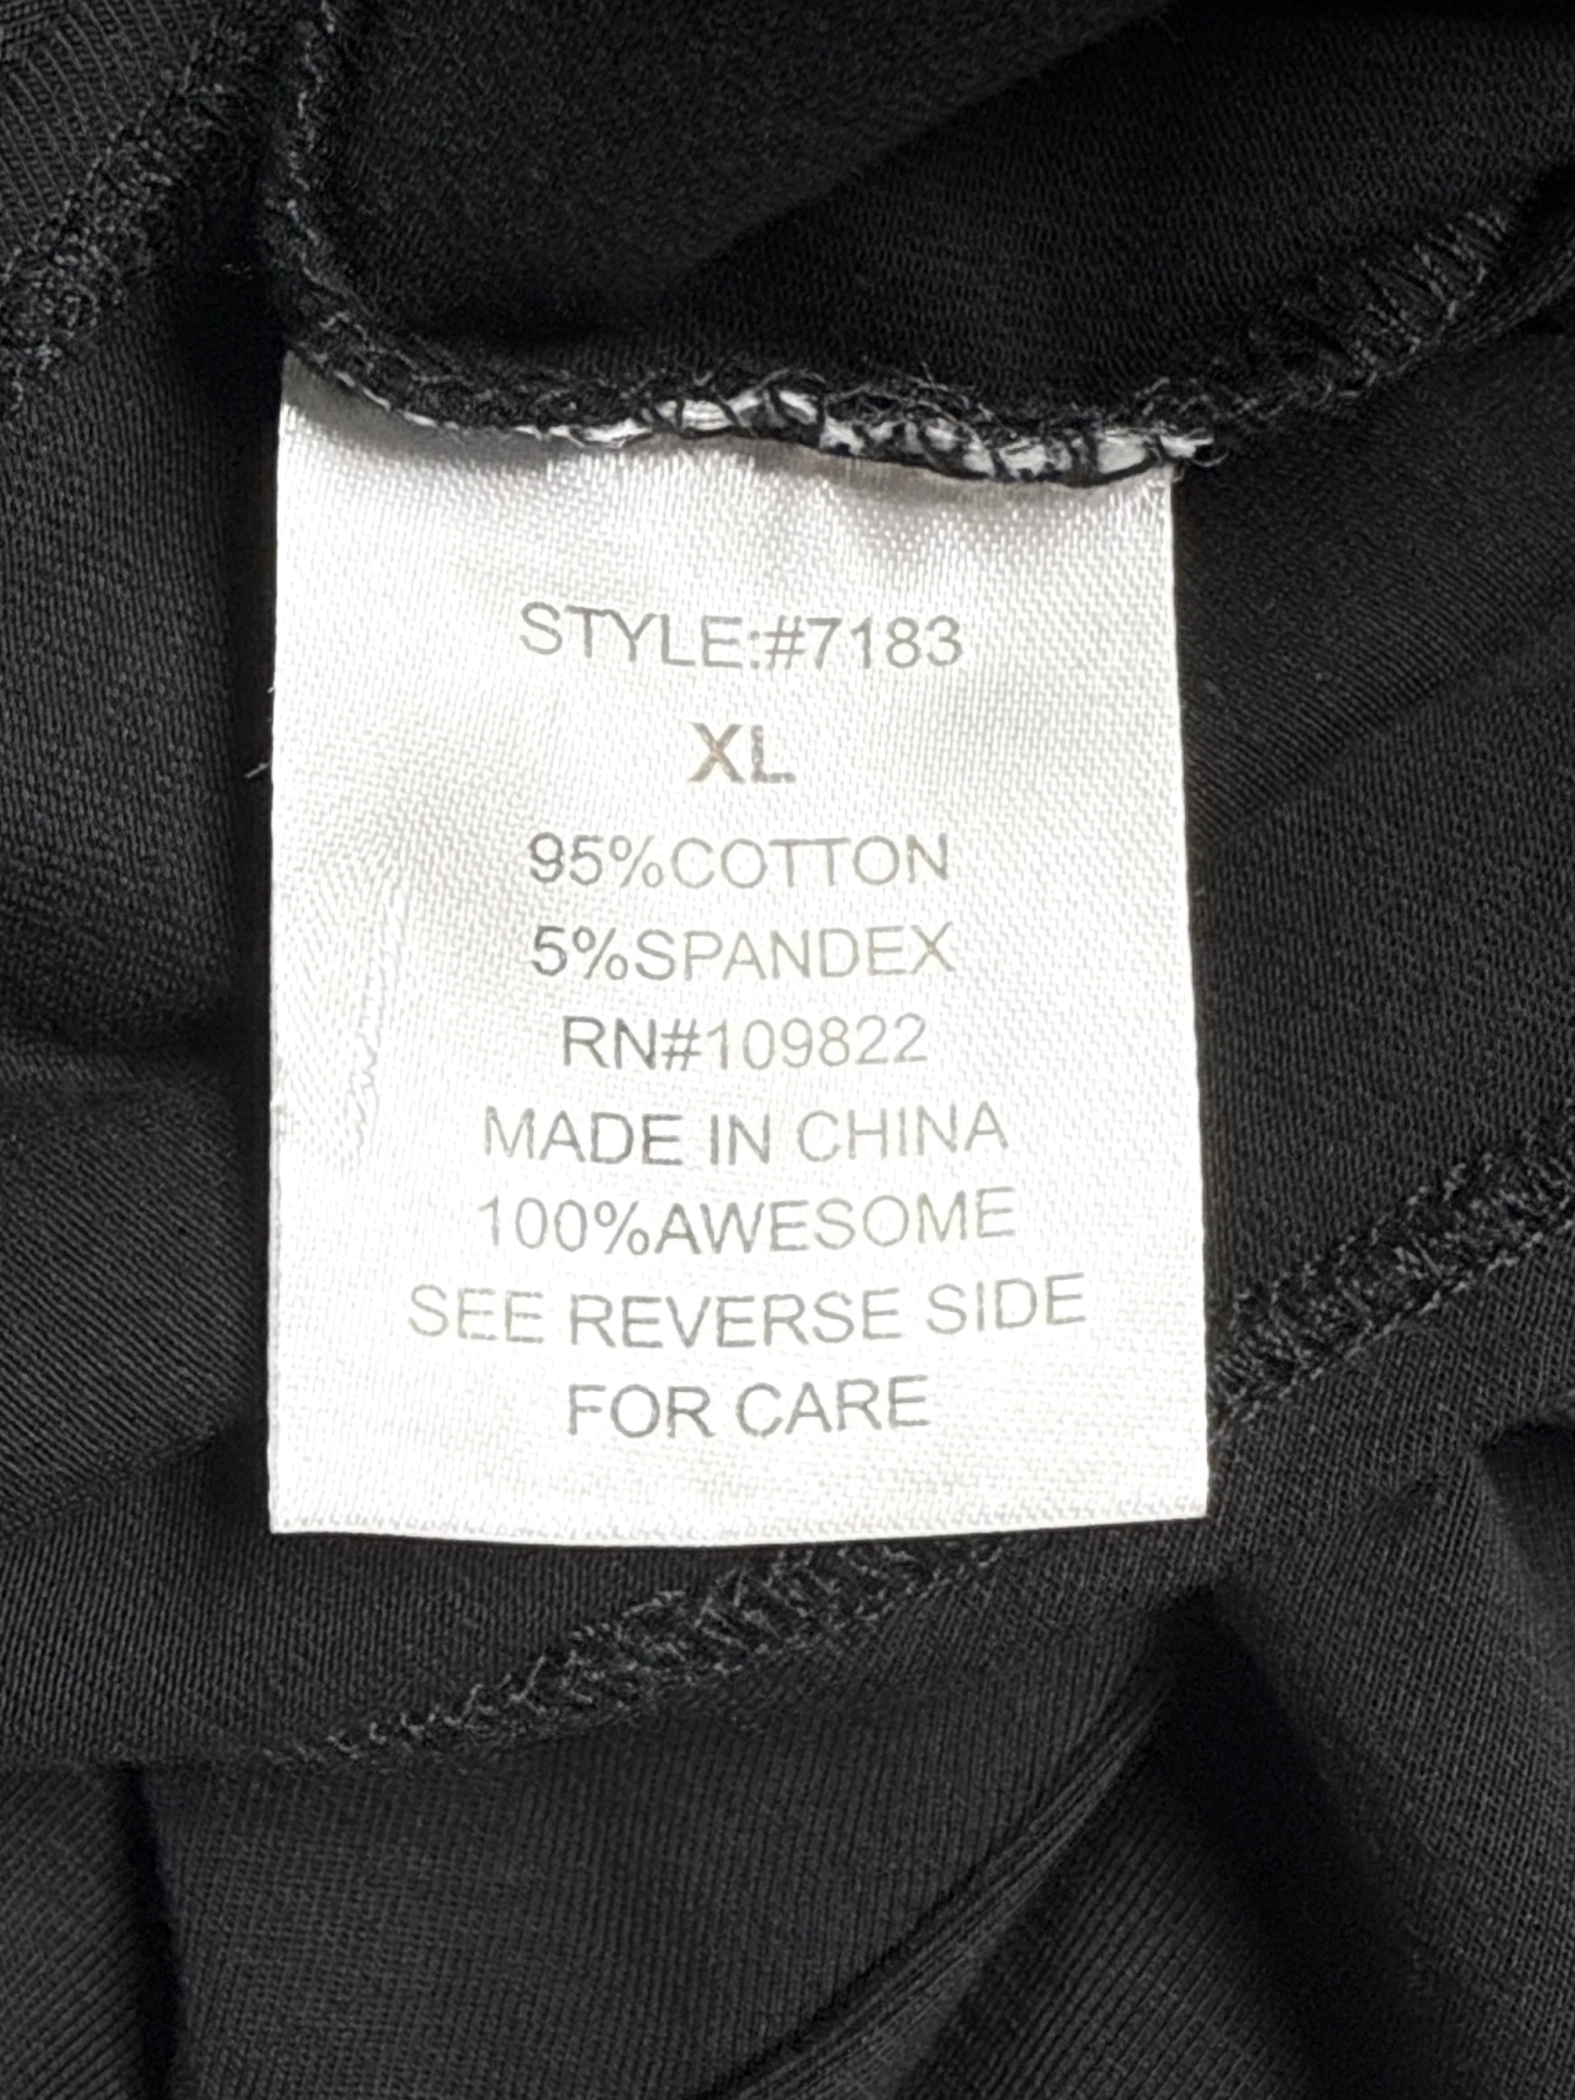 STYLE:#7183
XL
95%COTTON
5%SPANDEX
RN#109822
MADE IN CHINA
100%AWESOME
SEE REVERSE SIDE
FOR CARE